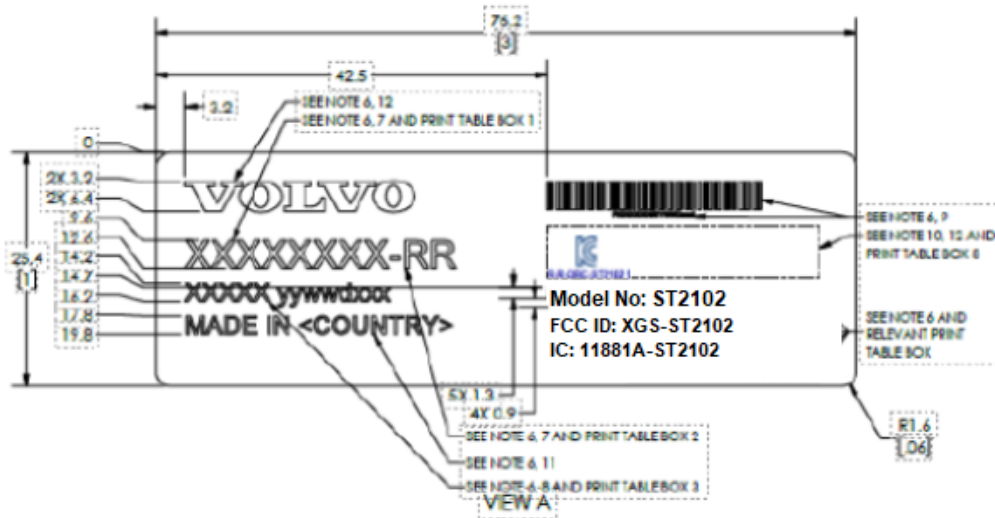 76.2
[3]
42.5
3.2
SEE NOTE 6, 12
SEE NOTE 6, 7 AND PRINT TABLE BOX 1
0
2X 3.2
2X 6.4
9.6
12.6
14.2
14.7
16.2
17.8
19.8
25.4
[1]
VOLVO
XXXXXXXX-RR
XXXXX yywwdxxx
MADE IN <COUNTRY>
Model No: ST2102
FCC ID: XGS-ST2102
IC: 11881A-ST2102
SEE NOTE 6, 9
SEE NOTE 10, 12 AND
PRINT TABLE BOX 8
SEE NOTE 6 AND
RELEVANT PRINT
TABLE BOX
5X 1.3
4X 0.9
R1.6
[.06]
SEE NOTE 6, 7 AND PRINT TABLE BOX 2
SEE NOTE 6, 11
SEE NOTE 6-8 AND PRINT TABLE BOX 3
VIEW A